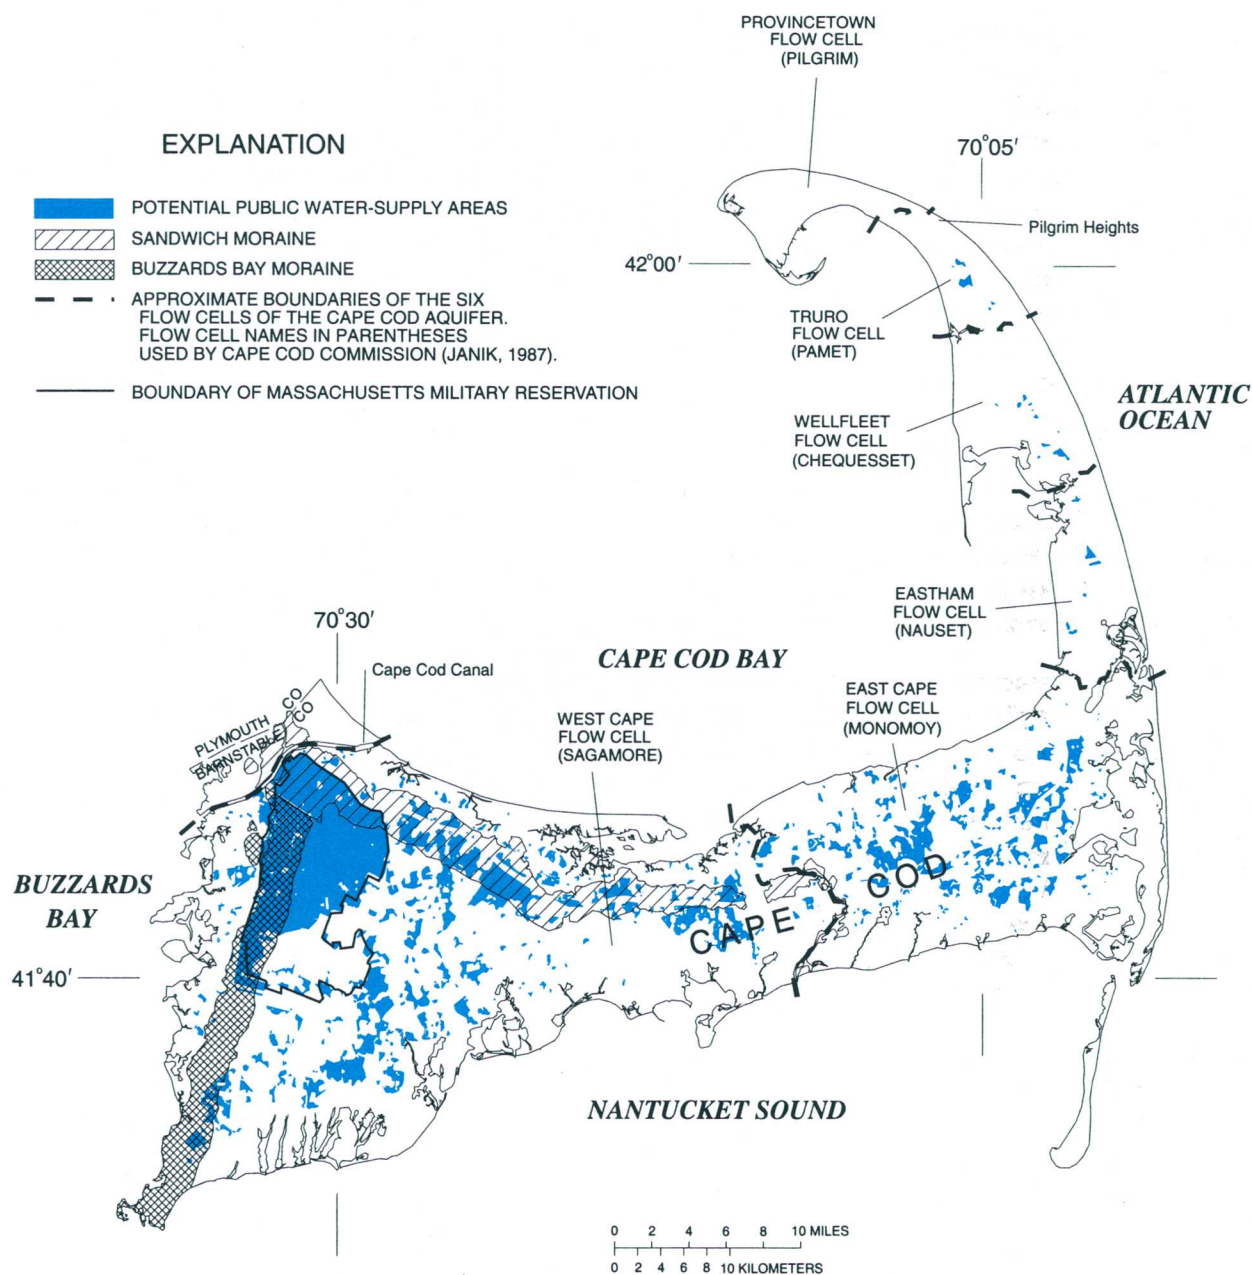 PROVINCETOWN
FLOW CELL
(PILGRIM)
EXPLANATION
70°05′
POTENTIAL PUBLIC WATER-SUPPLY AREAS
SANDWICH MORAINE
BUZZARDS BAY MORAINE
APPROXIMATE BOUNDARIES OF THE SIX
FLOW CELLS OF THE CAPE COD AQUIFER.
FLOW CELL NAMES IN PARENTHESES
USED BY CAPE COD COMMISSION (JANIK, 1987).
BOUNDARY OF MASSACHUSETTS MILITARY RESERVATION
Pilgrim Heights
42°00′
TRURO
FLOW CELL
(PAMET)
ATLANTIC
OCEAN
WELLFLEET
FLOW CELL
(CHEQUESSET)
EASTHAM
FLOW CELL
(NAUSET)
70°30′
CAPE COD BAY
Cape Cod Canal
EAST CAPE
FLOW CELL
(MONOMOY)
WEST CAPE
FLOW CELL
(SAGAMORE)
PLYMOUTH CO
BARNSTABLE CO
BUZZARDS
BAY
CAPE COD
41°40′
NANTUCKET SOUND
0 2 4 6 8 10 MILES
0 2 4 6 8 10 KILOMETERS